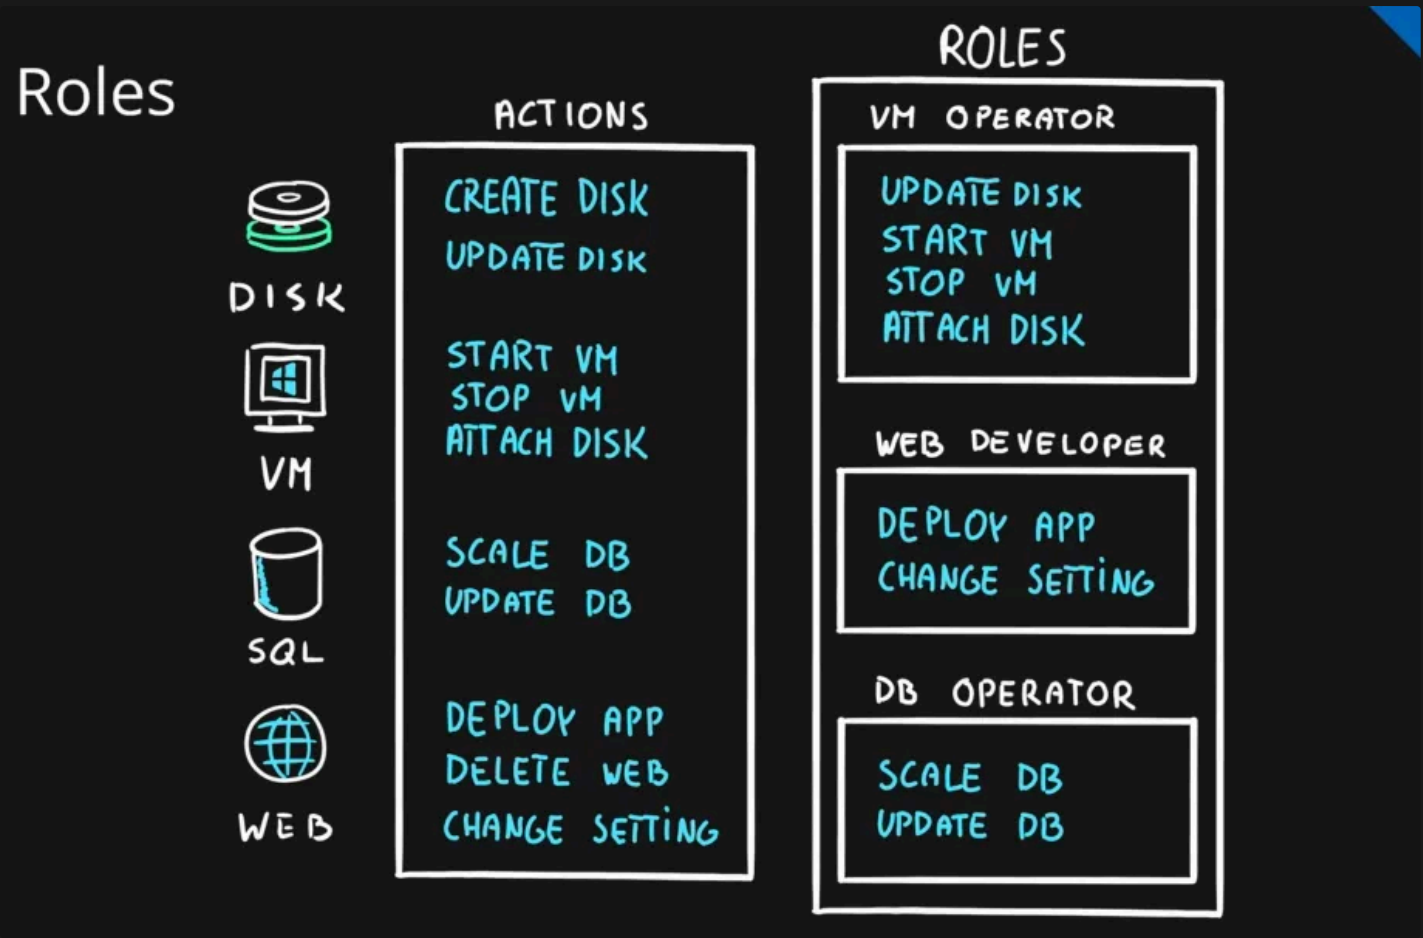 Roles
ACTIONS
DISK
CREATE DISK
UPDATE DISK
VM
START VM
STOP VM
ATTACH DISK
SQL
SCALE DB
UPDATE DB
WEB
DEPLOY APP
DELETE WEB
CHANGE SETTiNG
ROLES
VM OPERATOR
UPDATE DISK
START VM
STOP VM
ATTACH DISK
WEB DEVELOPER
DEPLOY APP
CHANGE SETTiNG
DB OPERATOR
SCALE DB
UPDATE DB